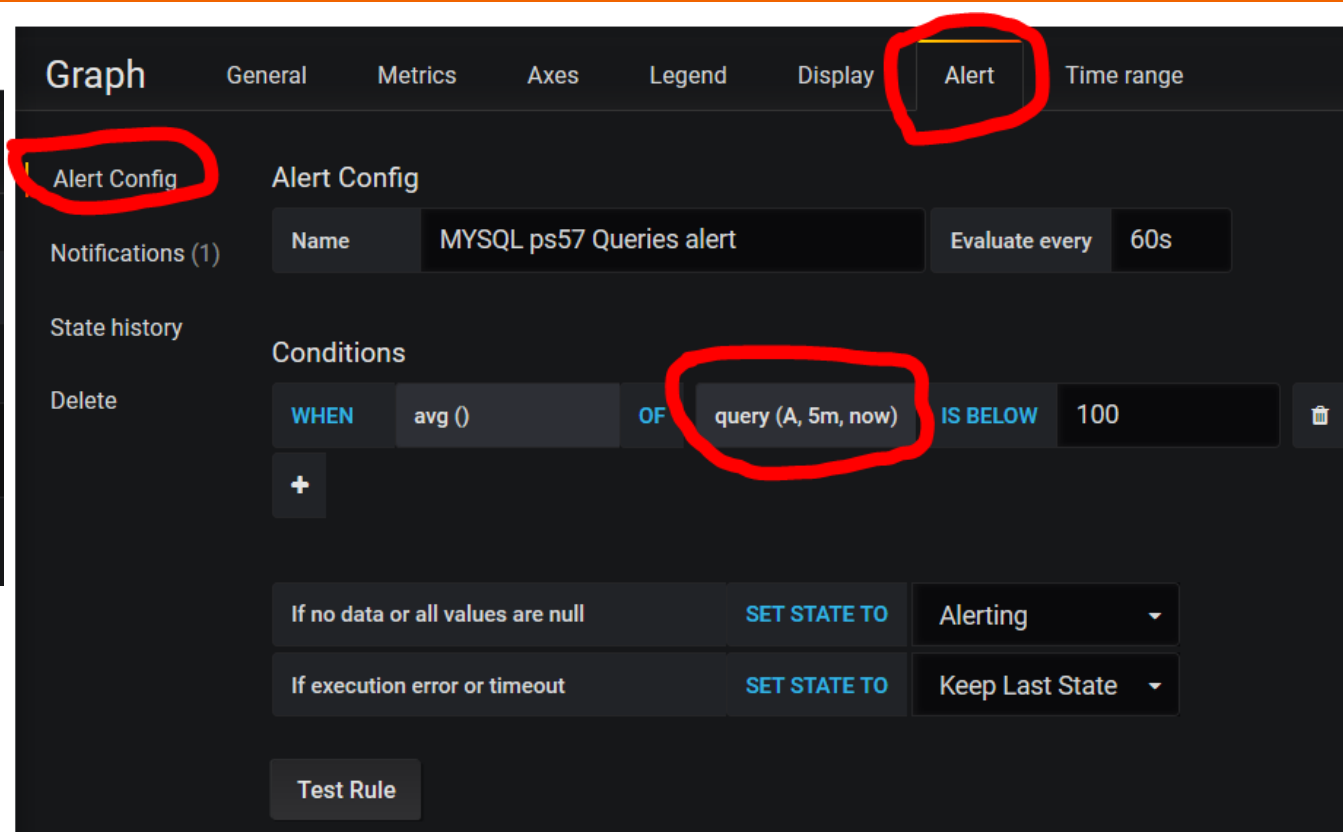 Graph General Metrics Axes Legend Display Alert Time range
Alert Config
Notifications (1)
State history
Delete
Alert Config
Name MYSQL ps57 Queries alert Evaluate every 60s
Conditions
WHEN avg () OF query (A, 5m, now) IS BELOW 100
+
If no data or all values are null SET STATE TO Alerting
If execution error or timeout SET STATE TO Keep Last State
Test Rule